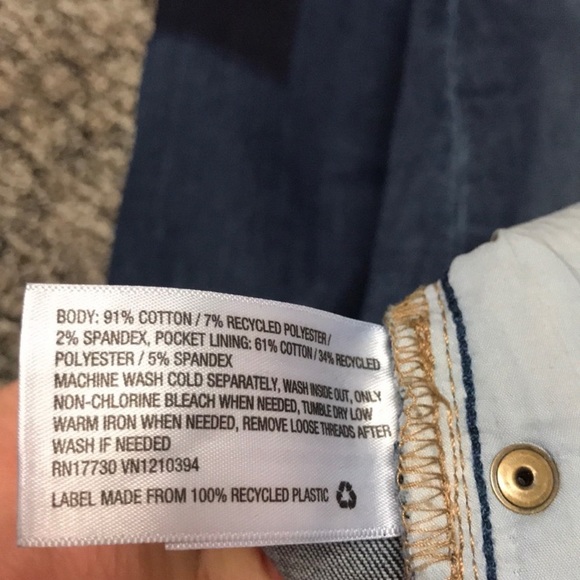 BODY: 91% COTTON / 7% RECYCLED POLYESTER /
2% SPANDEX, POCKET LINING: 61% COTTON / 34% RECYCLED
POLYESTER / 5% SPANDEX
MACHINE WASH COLD SEPARATELY, WASH INSIDE OUT, ONLY
NON-CHLORINE BLEACH WHEN NEEDED, TUMBLE DRY LOW
WARM IRON WHEN NEEDED, REMOVE LOOSE THREADS AFTER
WASH IF NEEDED
RN17730 VN1210394
LABEL MADE FROM 100% RECYCLED PLASTIC